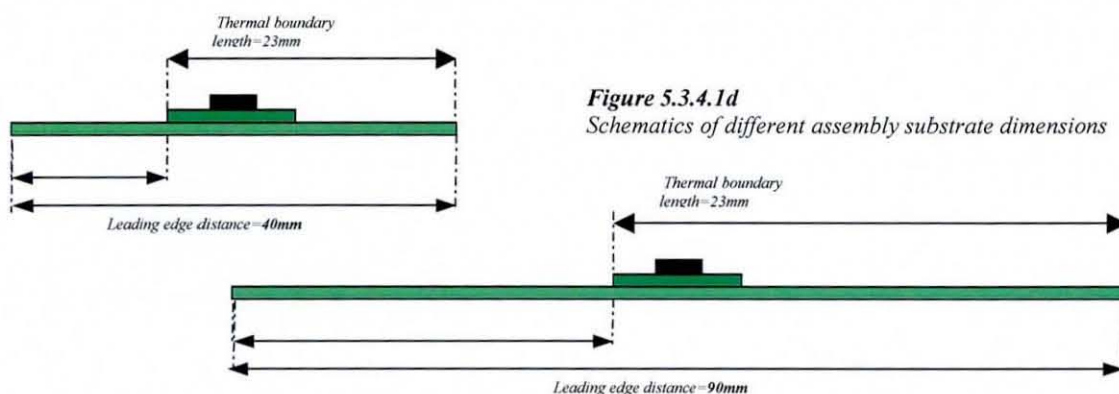 Thermal boundary
length=23mm
Figure 5.3.4.1d
Schematics of different assembly substrate dimensions
Leading edge distance=40mm
Thermal boundary
length=23mm
Leading edge distance=90mm